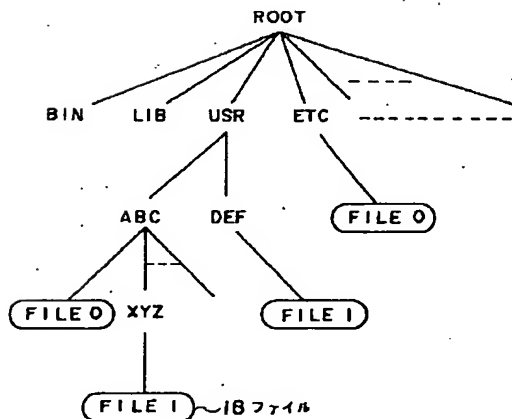 ROOT
BIN LIB USR ETC
ABC DEF FILE 0
FILE 0 XYZ FILE 1
FILE 1 18 ファイル